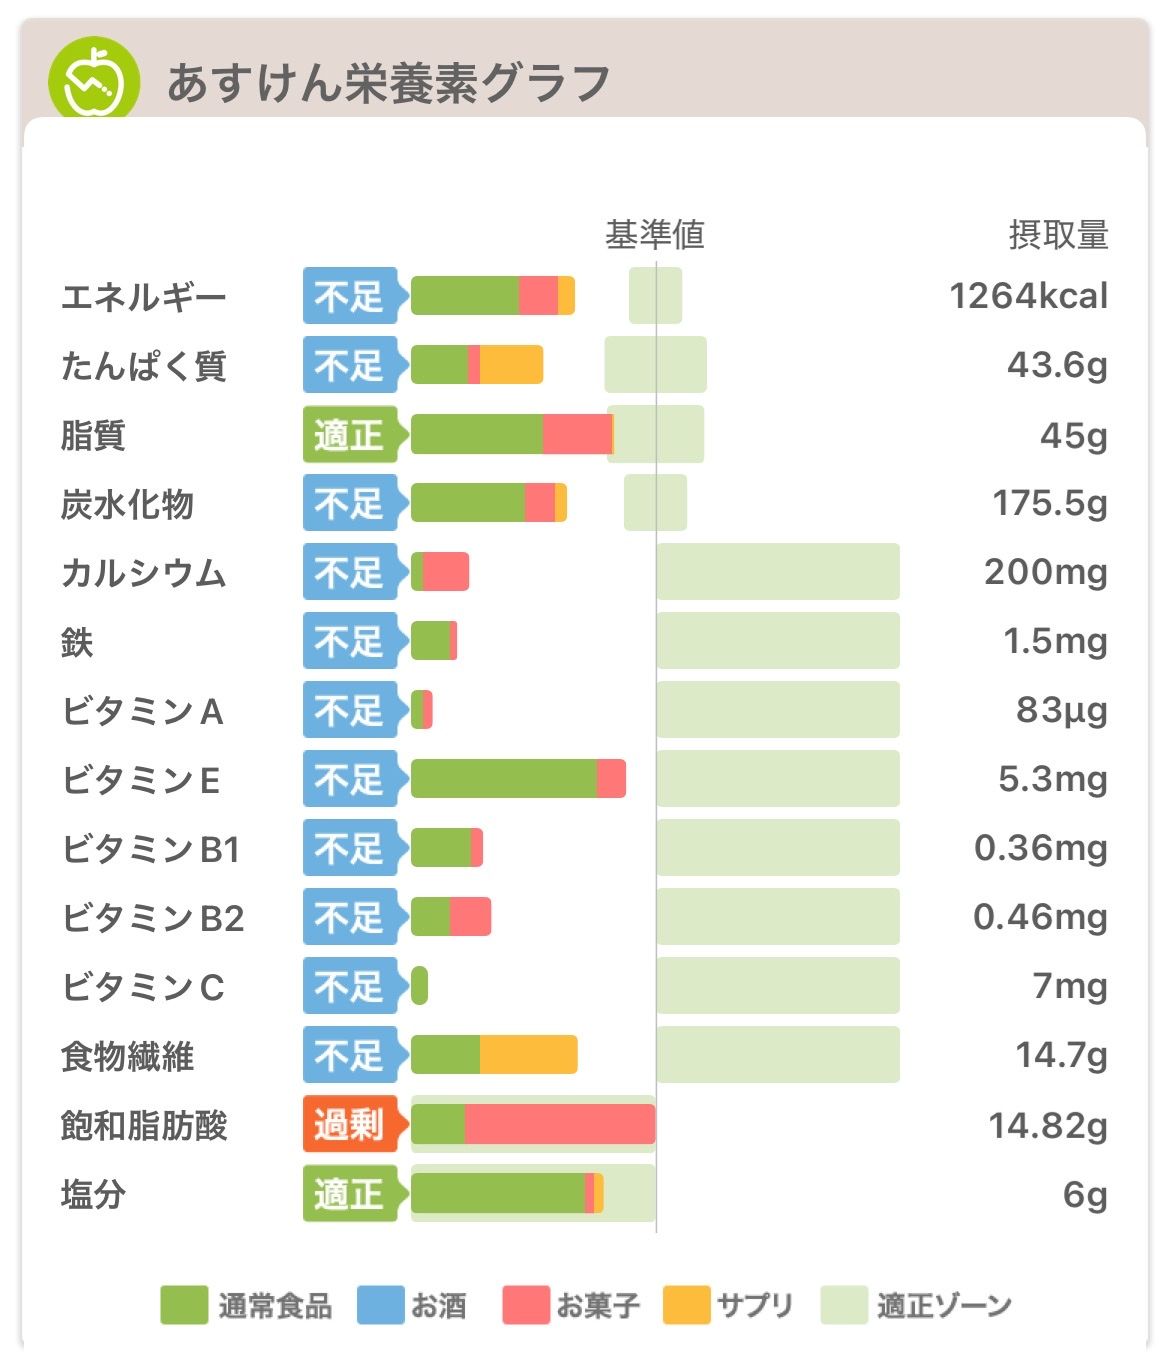 あすけん栄養素グラフ
基準値 摂取量
エネルギー 不足 1264kcal
たんぱく質 不足 43.6g
脂質 適正 45g
炭水化物 不足 175.5g
カルシウム 不足 200mg
鉄 不足 1.5mg
ビタミンA 不足 83μg
ビタミンE 不足 5.3mg
ビタミンB1 不足 0.36mg
ビタミンB2 不足 0.46mg
ビタミンC 不足 7mg
食物繊維 不足 14.7g
飽和脂肪酸 過剰 14.82g
塩分 適正 6g
通常食品 お酒 お菓子 サプリ 適正ゾーン